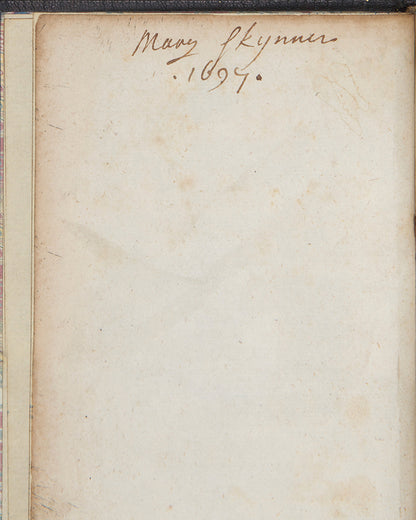 Mary Skynner
. 1697 .